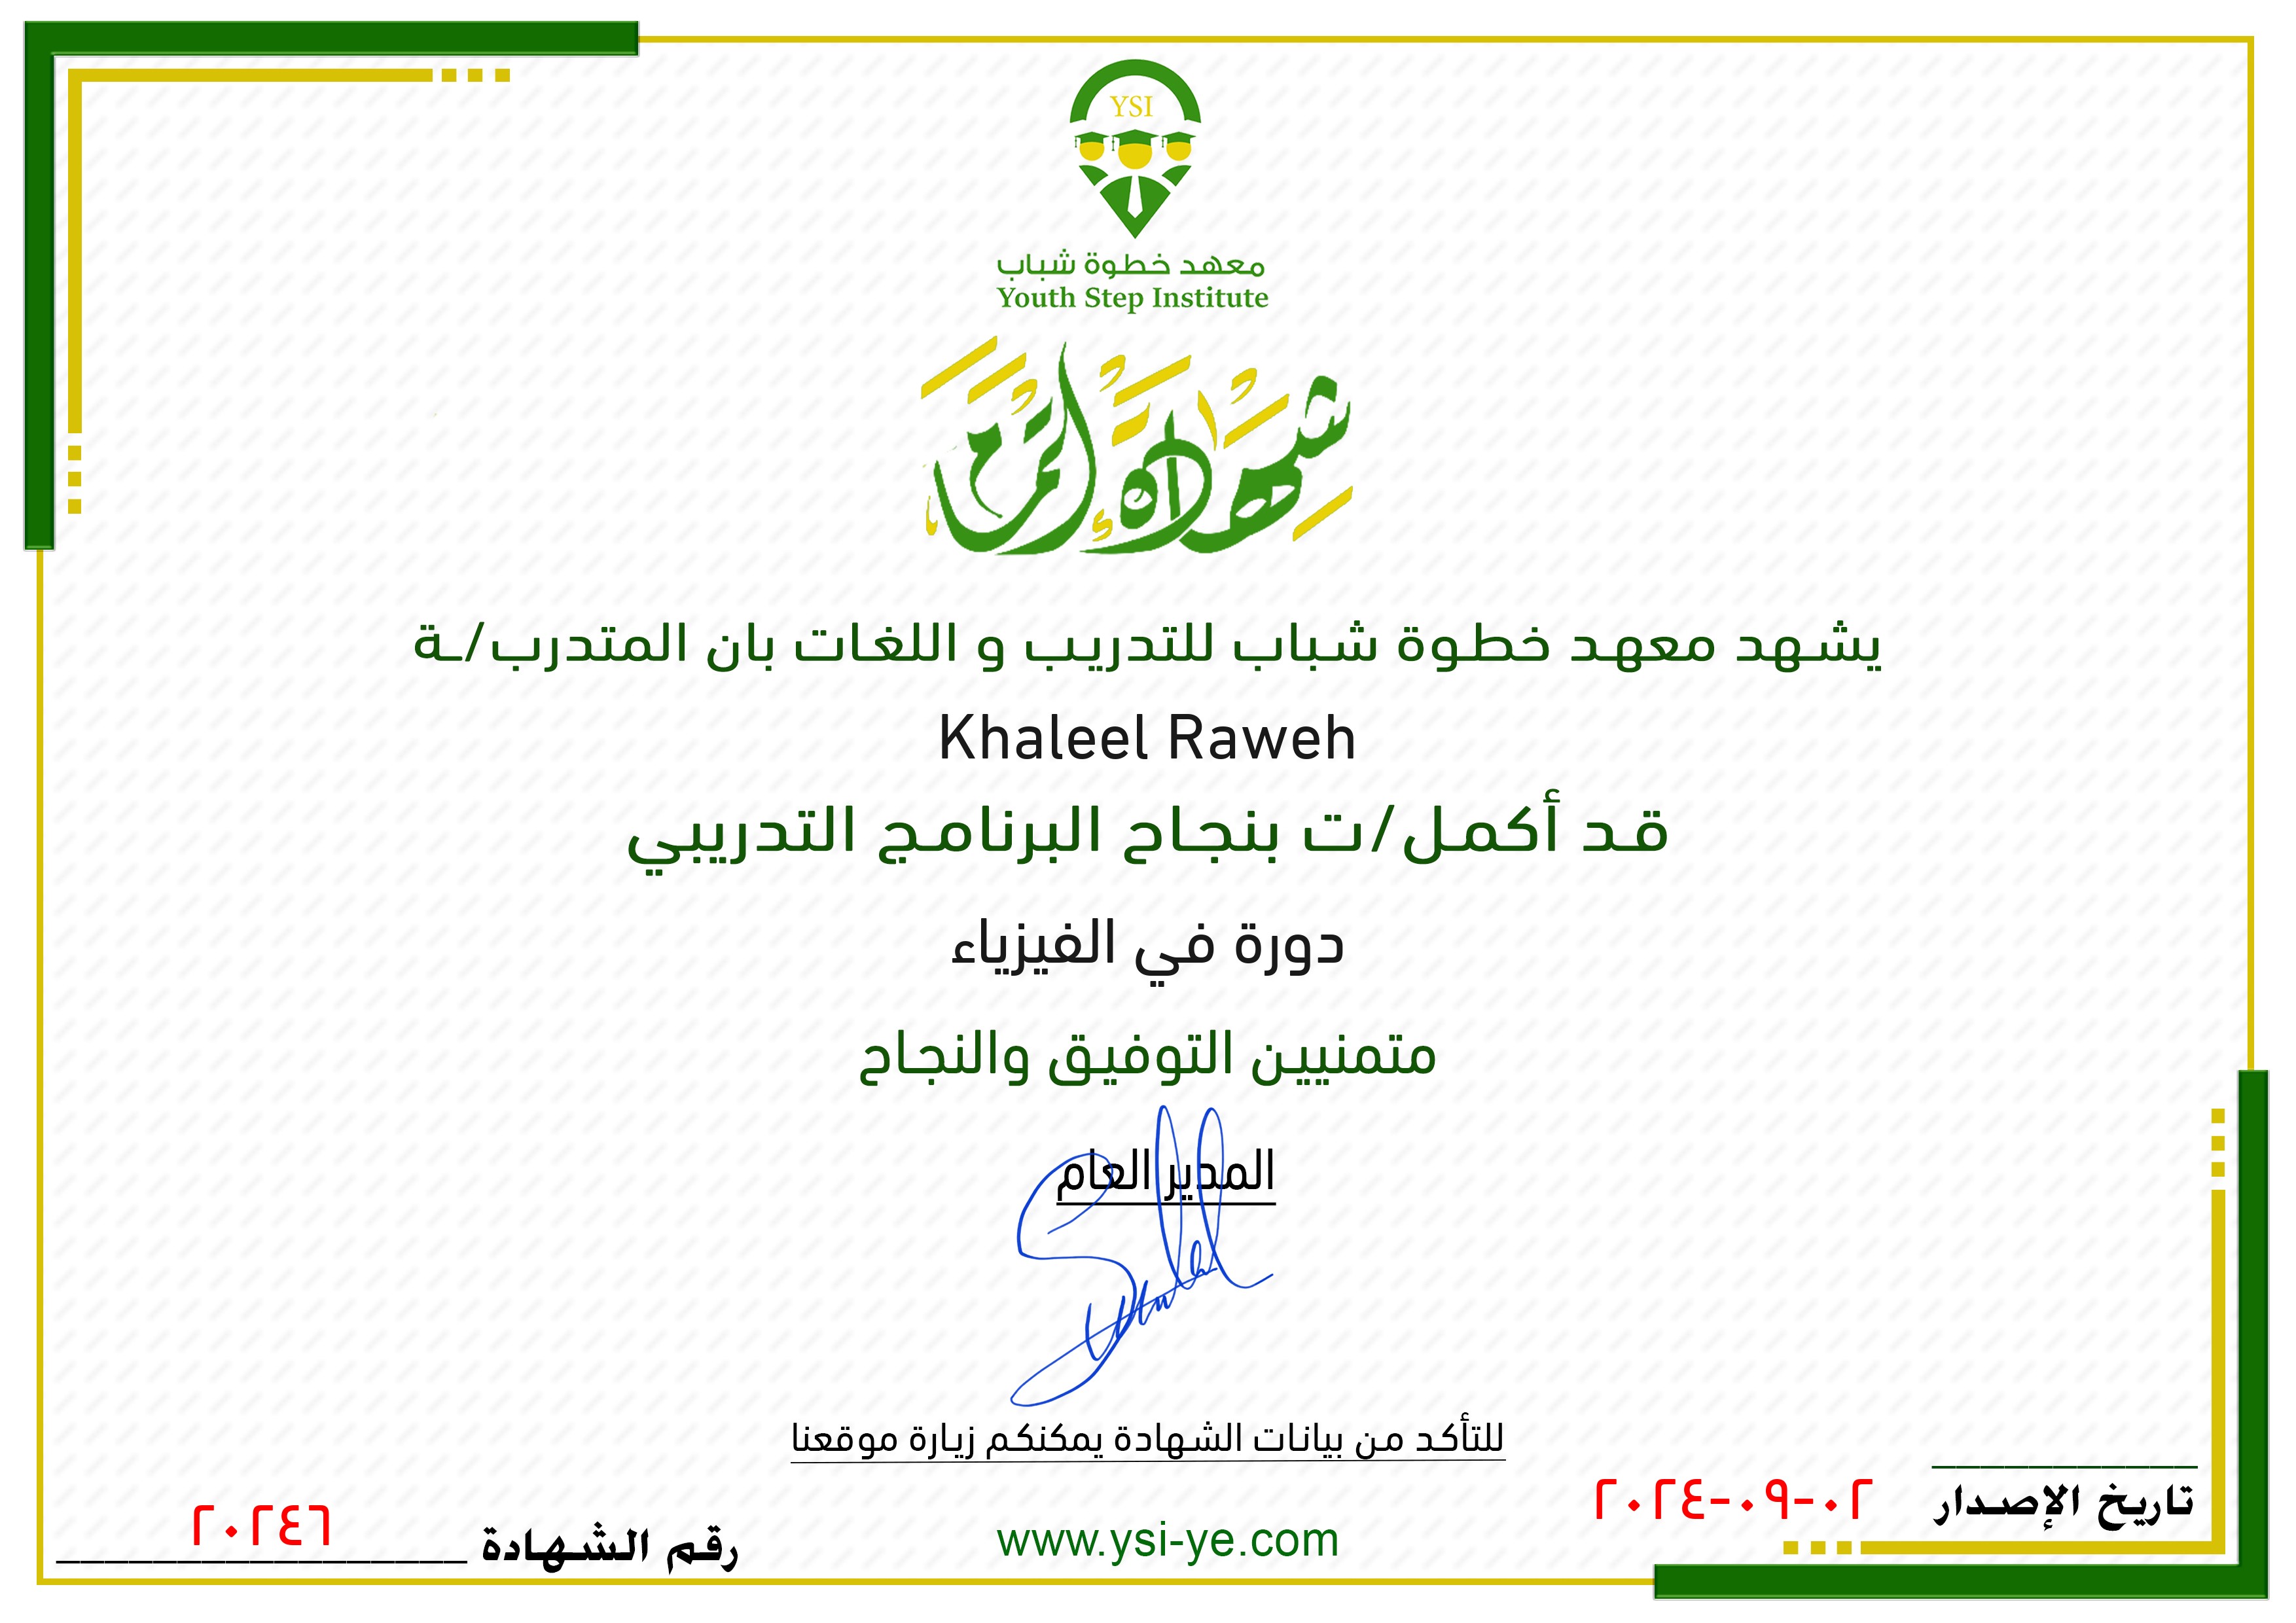 YSI
معهد خطوة شباب
Youth Step Institute
شهادة إتمام
يشهد معهد خطوة شباب للتدريب و اللغات بان المتدرب/ـة
Khaleel Raweh
قد أكمل/ت بنجاح البرنامج التدريبي
دورة في الفيزياء
متمنيين التوفيق والنجاح
المدير العام
للتأكد من بيانات الشهادة يمكنكم زيارة موقعنا
تاريخ الإصدار ٢٠٢٤-٠٩-٠٢
www.ysi-ye.com
رقم الشهادة ٢٠٢٤٦